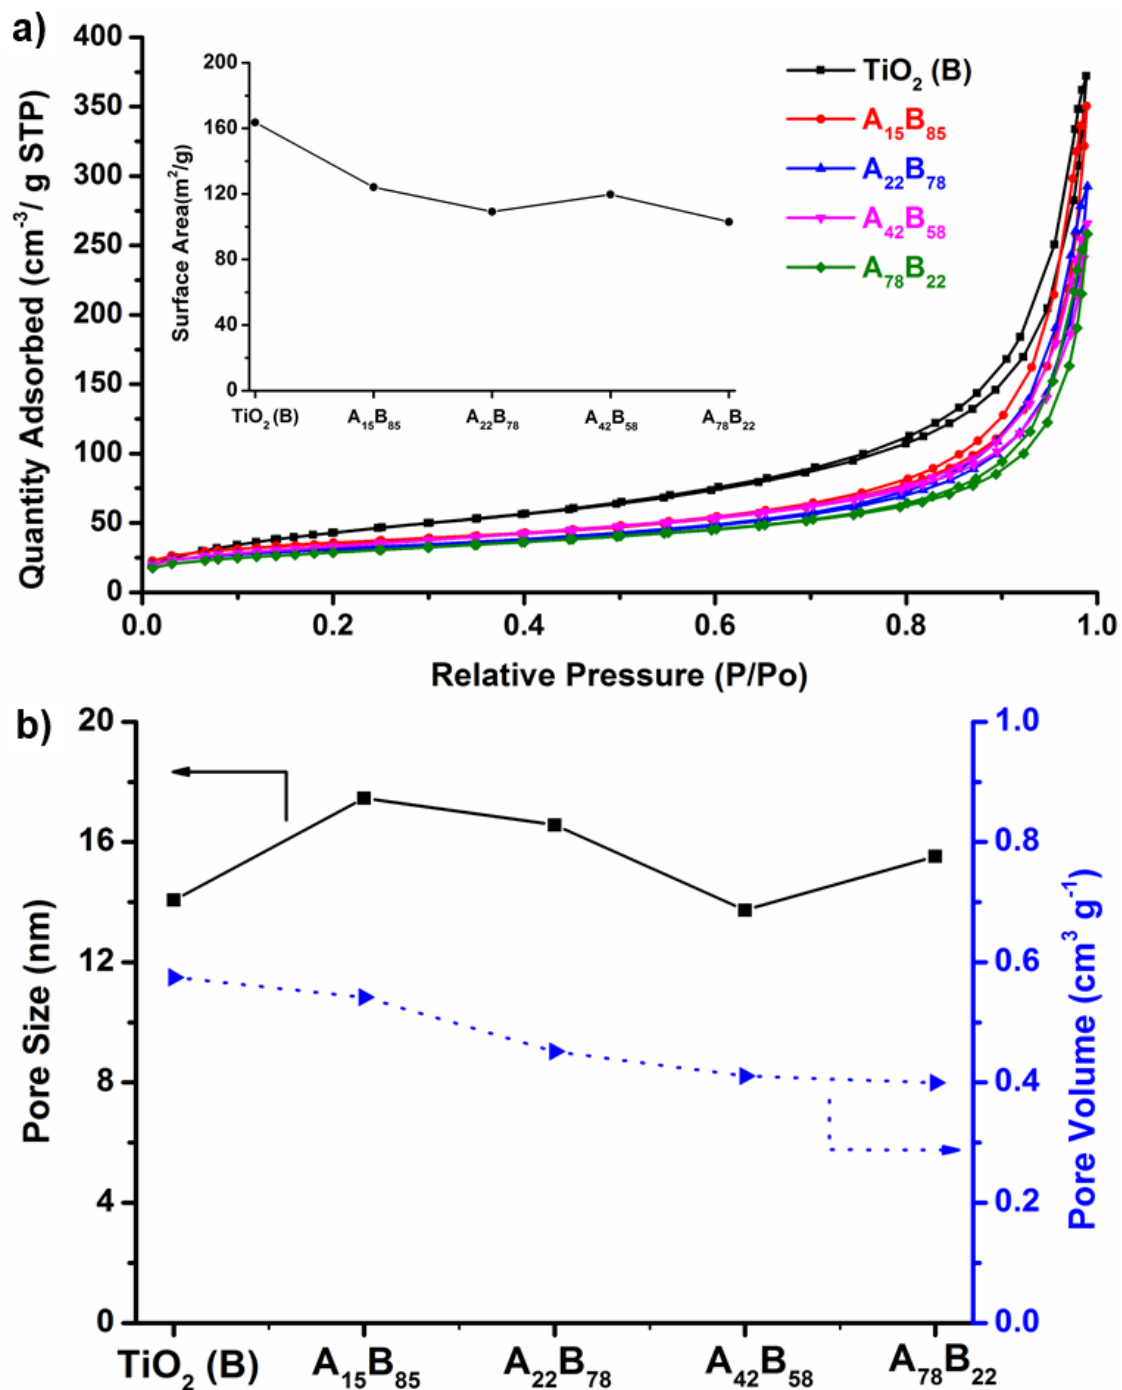 a)
400
350
300
250
200
150
100
50
0
Quantity Adsorbed (cm⁻³/ g STP)
0.0
0.2
0.4
0.6
0.8
1.0
Relative Pressure (P/Po)
200
160
120
80
40
0
Surface Area(m²/g)
TiO₂ (B)
A₁₅B₈₅
A₂₂B₇₈
A₄₂B₅₈
A₇₈B₂₂
TiO₂ (B)
A₁₅B₈₅
A₂₂B₇₈
A₄₂B₅₈
A₇₈B₂₂
b)
20
16
12
8
4
0
Pore Size (nm)
1.0
0.8
0.6
0.4
0.2
0.0
Pore Volume (cm³ g⁻¹)
TiO₂ (B)
A₁₅B₈₅
A₂₂B₇₈
A₄₂B₅₈
A₇₈B₂₂